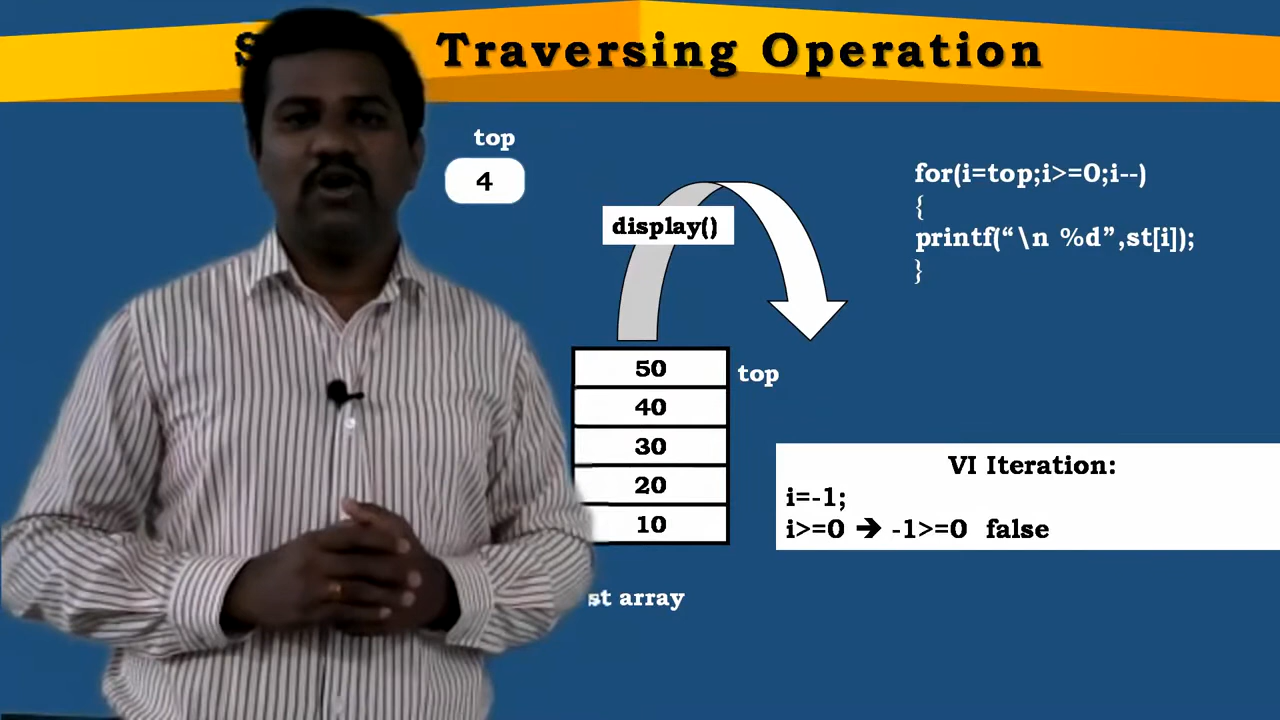 Traversing Operation
top
4
for(i=top;i>=0;i--)
{
printf(“\n %d”,st[i]);
}
display()
50
top
40
30
20
10
VI Iteration:
i=-1;
i>=0 ➔ -1>=0 false
st array